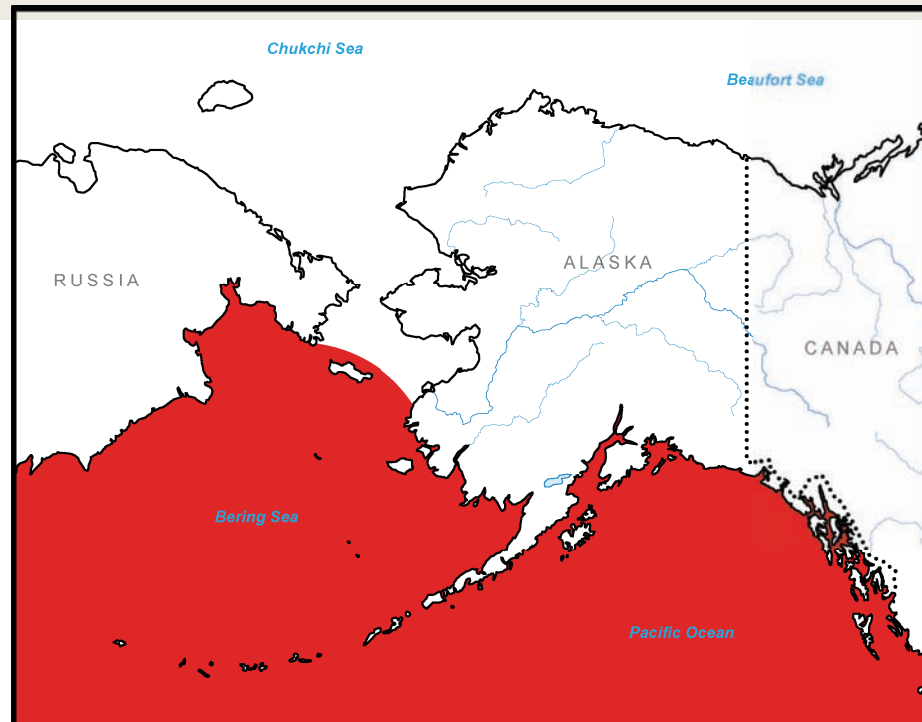 Chukchi Sea
Beaufort Sea
ALASKA
RUSSIA
CANADA
Bering Sea
Pacific Ocean